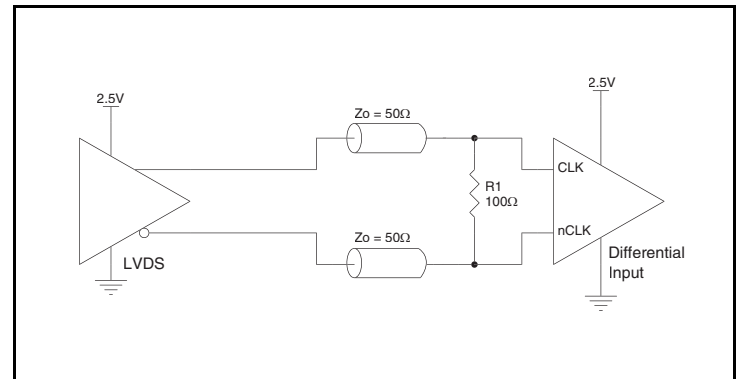 2.5V
LVDS
Zo = 50Ω
Zo = 50Ω
R1
100Ω
2.5V
CLK
nCLK
Differential
Input